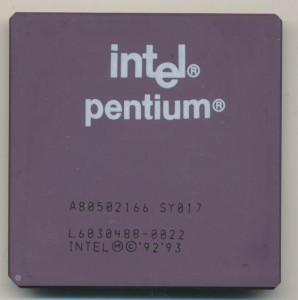 intel®
pentium®
A80502166 SY017
L6030488-0022
INTEL Ⓜ©'92'93